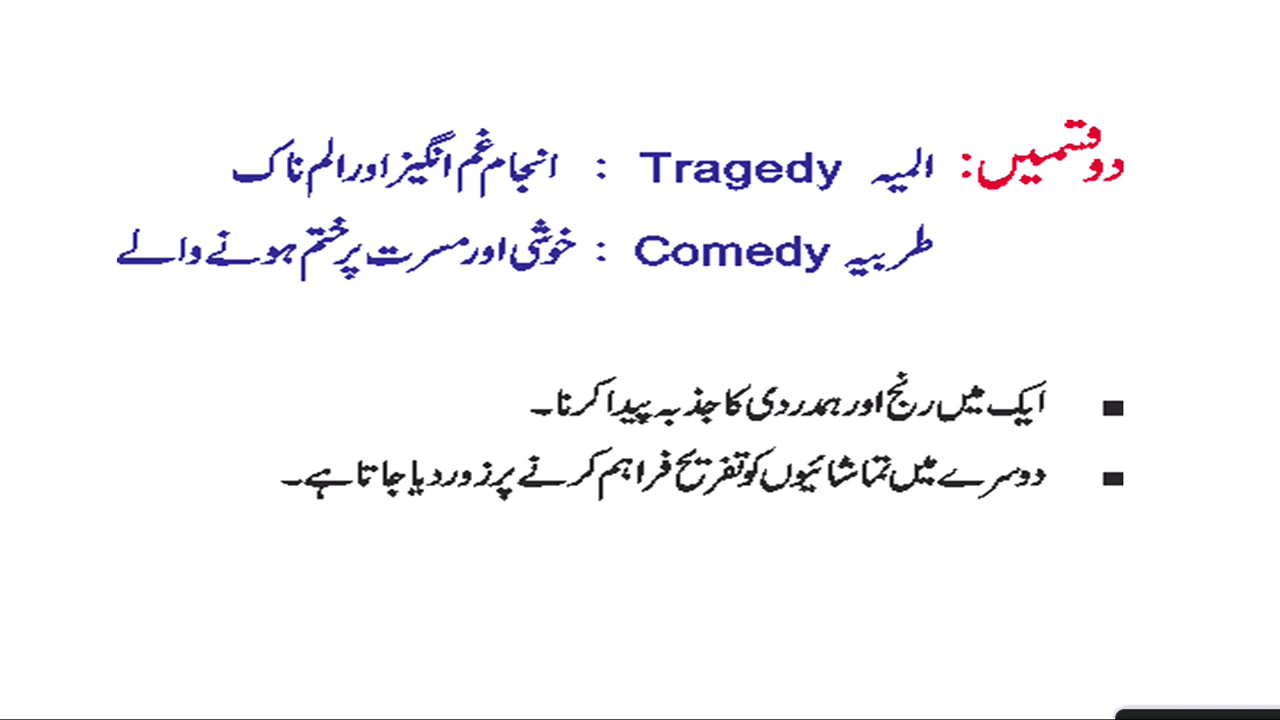 دو قسمیں: المیہ Tragedy : انجام غم انگیز اور الم ناک
طربیہ Comedy : خوشی اور مسرت پر ختم ہونے والے
▪ ایک میں رنج اور ہمدردی کا جذبہ پیدا کرنا۔
▪ دوسرے میں تماشائیوں کو تفریح فراہم کرنے پر زور دیا جاتا ہے۔